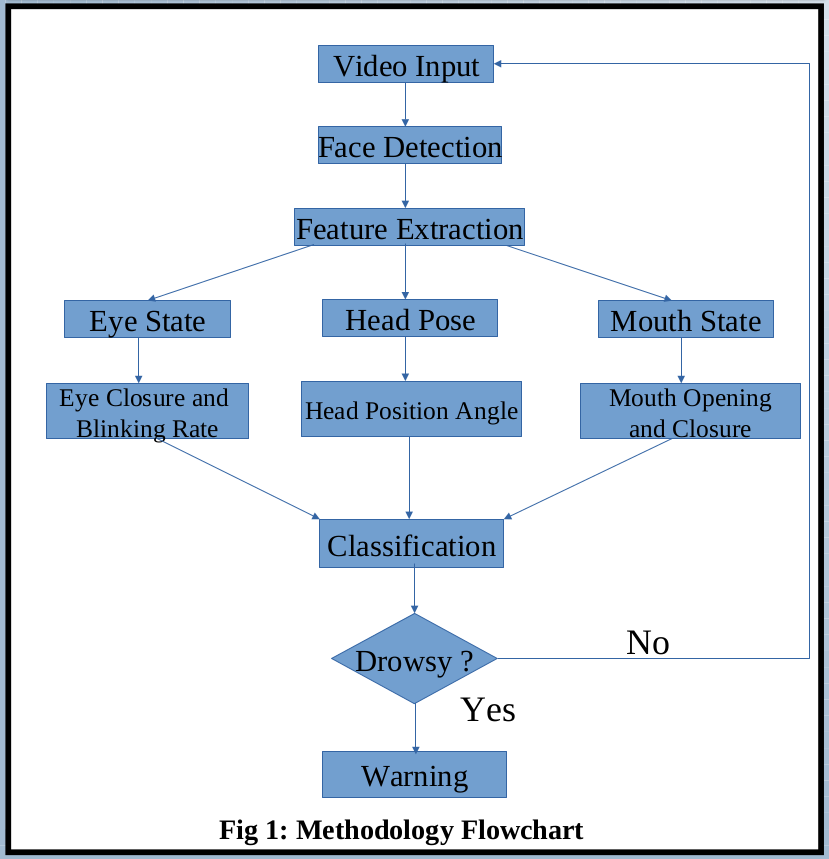 Video Input
Face Detection
Feature Extraction
Eye State
Head Pose
Mouth State
Eye Closure and
Blinking Rate
Head Position Angle
Mouth Opening
and Closure
Classification
Drowsy ?
No
Yes
Warning
Fig 1: Methodology Flowchart